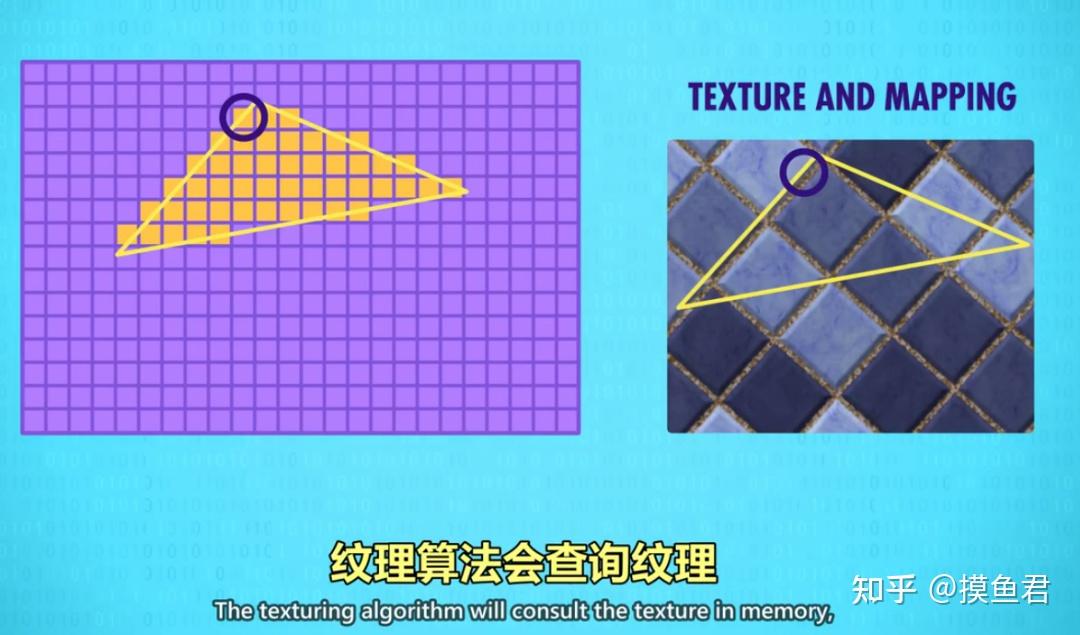 TEXTURE AND MAPPING
纹理算法会查询纹理
The texturing algorithm will consult the texture in memory,
知乎 @摸鱼君